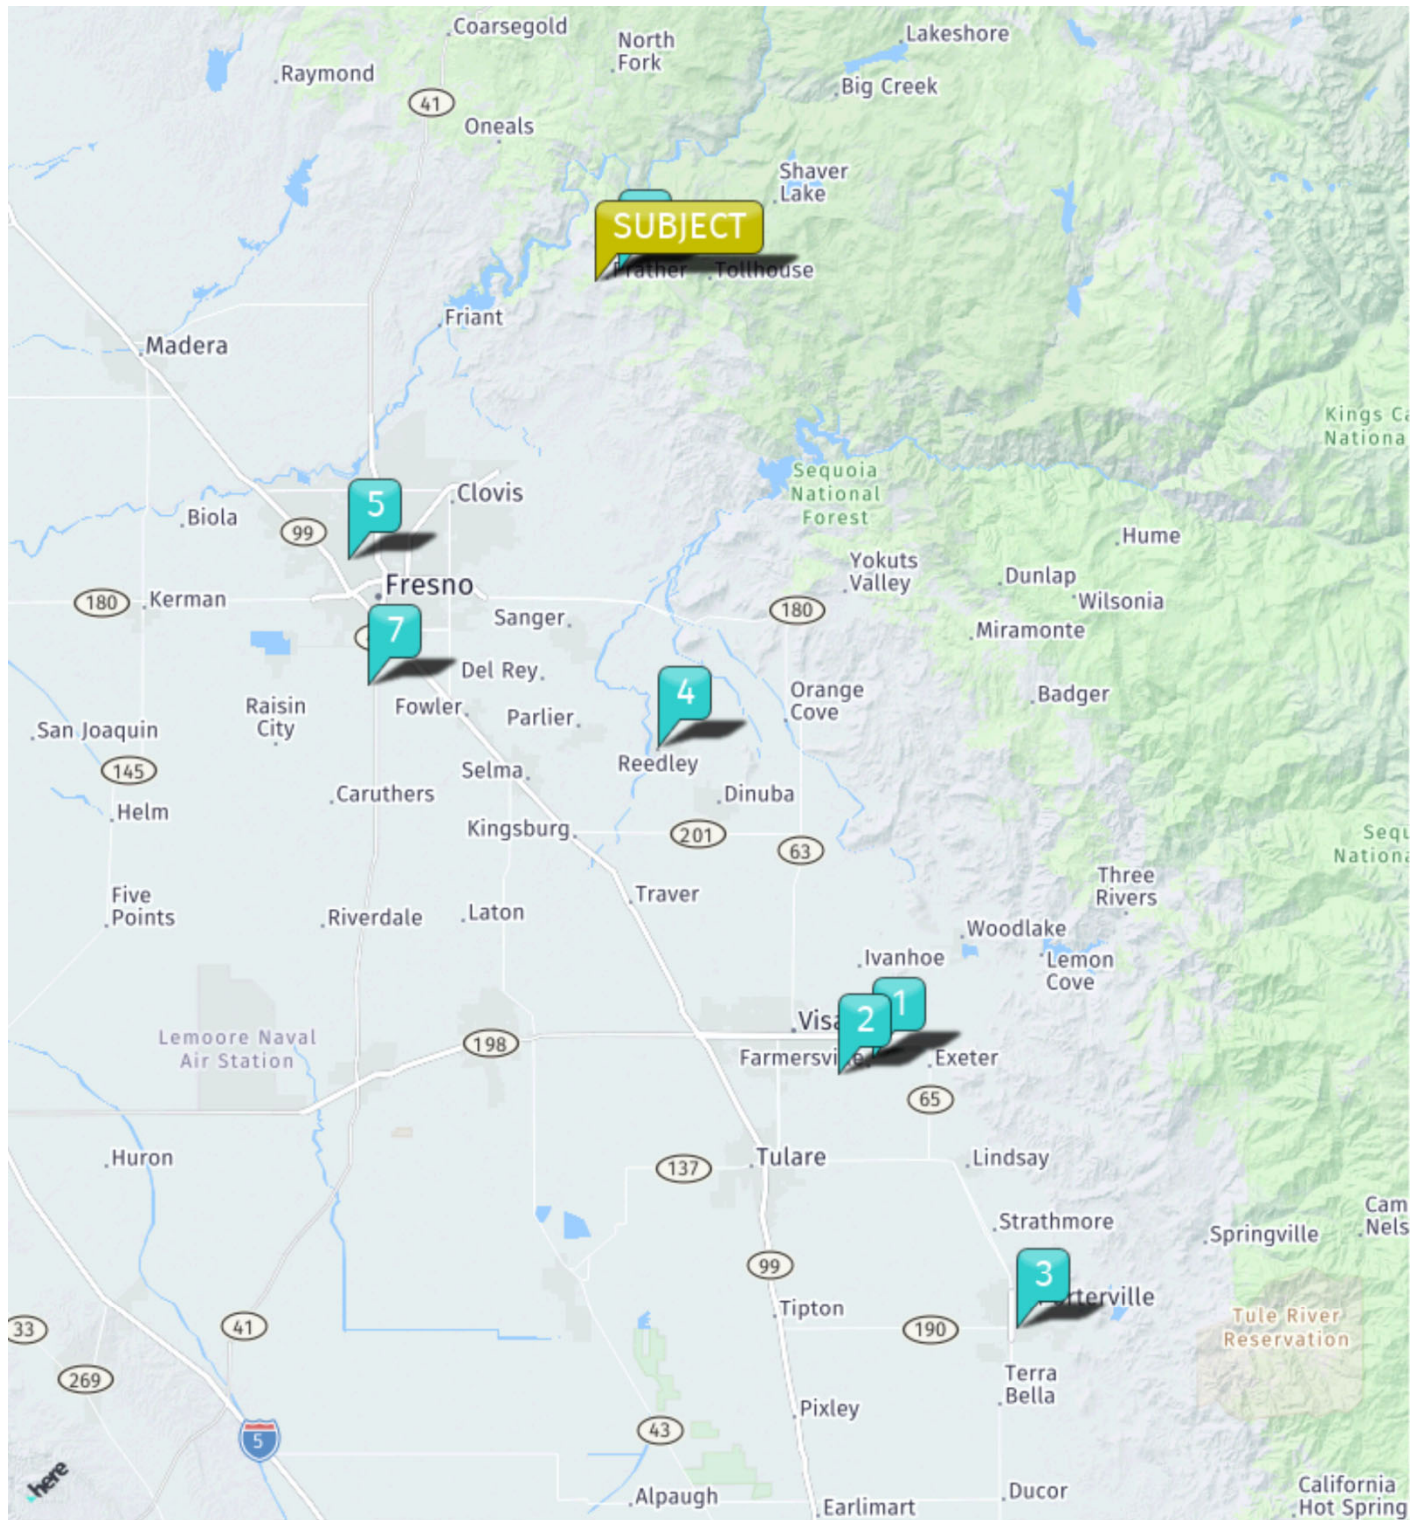 Coarsegold
North
Fork
Lakeshore
Raymond
Big Creek
41
Oneals
Shaver
Lake
SUBJECT
Prather
Tollhouse
Friant
Madera
Kings Ca
Nationa
Sequoia
National
Forest
5
Clovis
Biola
99
Hume
Yokuts
Valley
Dunlap
Fresno
180
Kerman
Wilsonia
180
Sanger
7
Miramonte
Del Rey
4
Orange
Cove
Badger
Raisin
City
Fowler
Parlier
San Joaquin
145
Selma
Reedley
Caruthers
Dinuba
Helm
Kingsburg
201
63
Sequ
Nationa
Five
Points
Traver
Three
Rivers
Riverdale
Laton
Woodlake
Ivanhoe
Lemon
Cove
1
2
Visa
Lemoore Naval
Air Station
198
Farmersville
Exeter
65
Huron
137
Tulare
Lindsay
Cam
Nels
Strathmore
Springville
99
3
rterville
Tipton
190
Tule River
Reservation
33
41
269
Terra
Bella
Pixley
43
5
here
Alpaugh
Ducor
Earlimart
California
Hot Spring